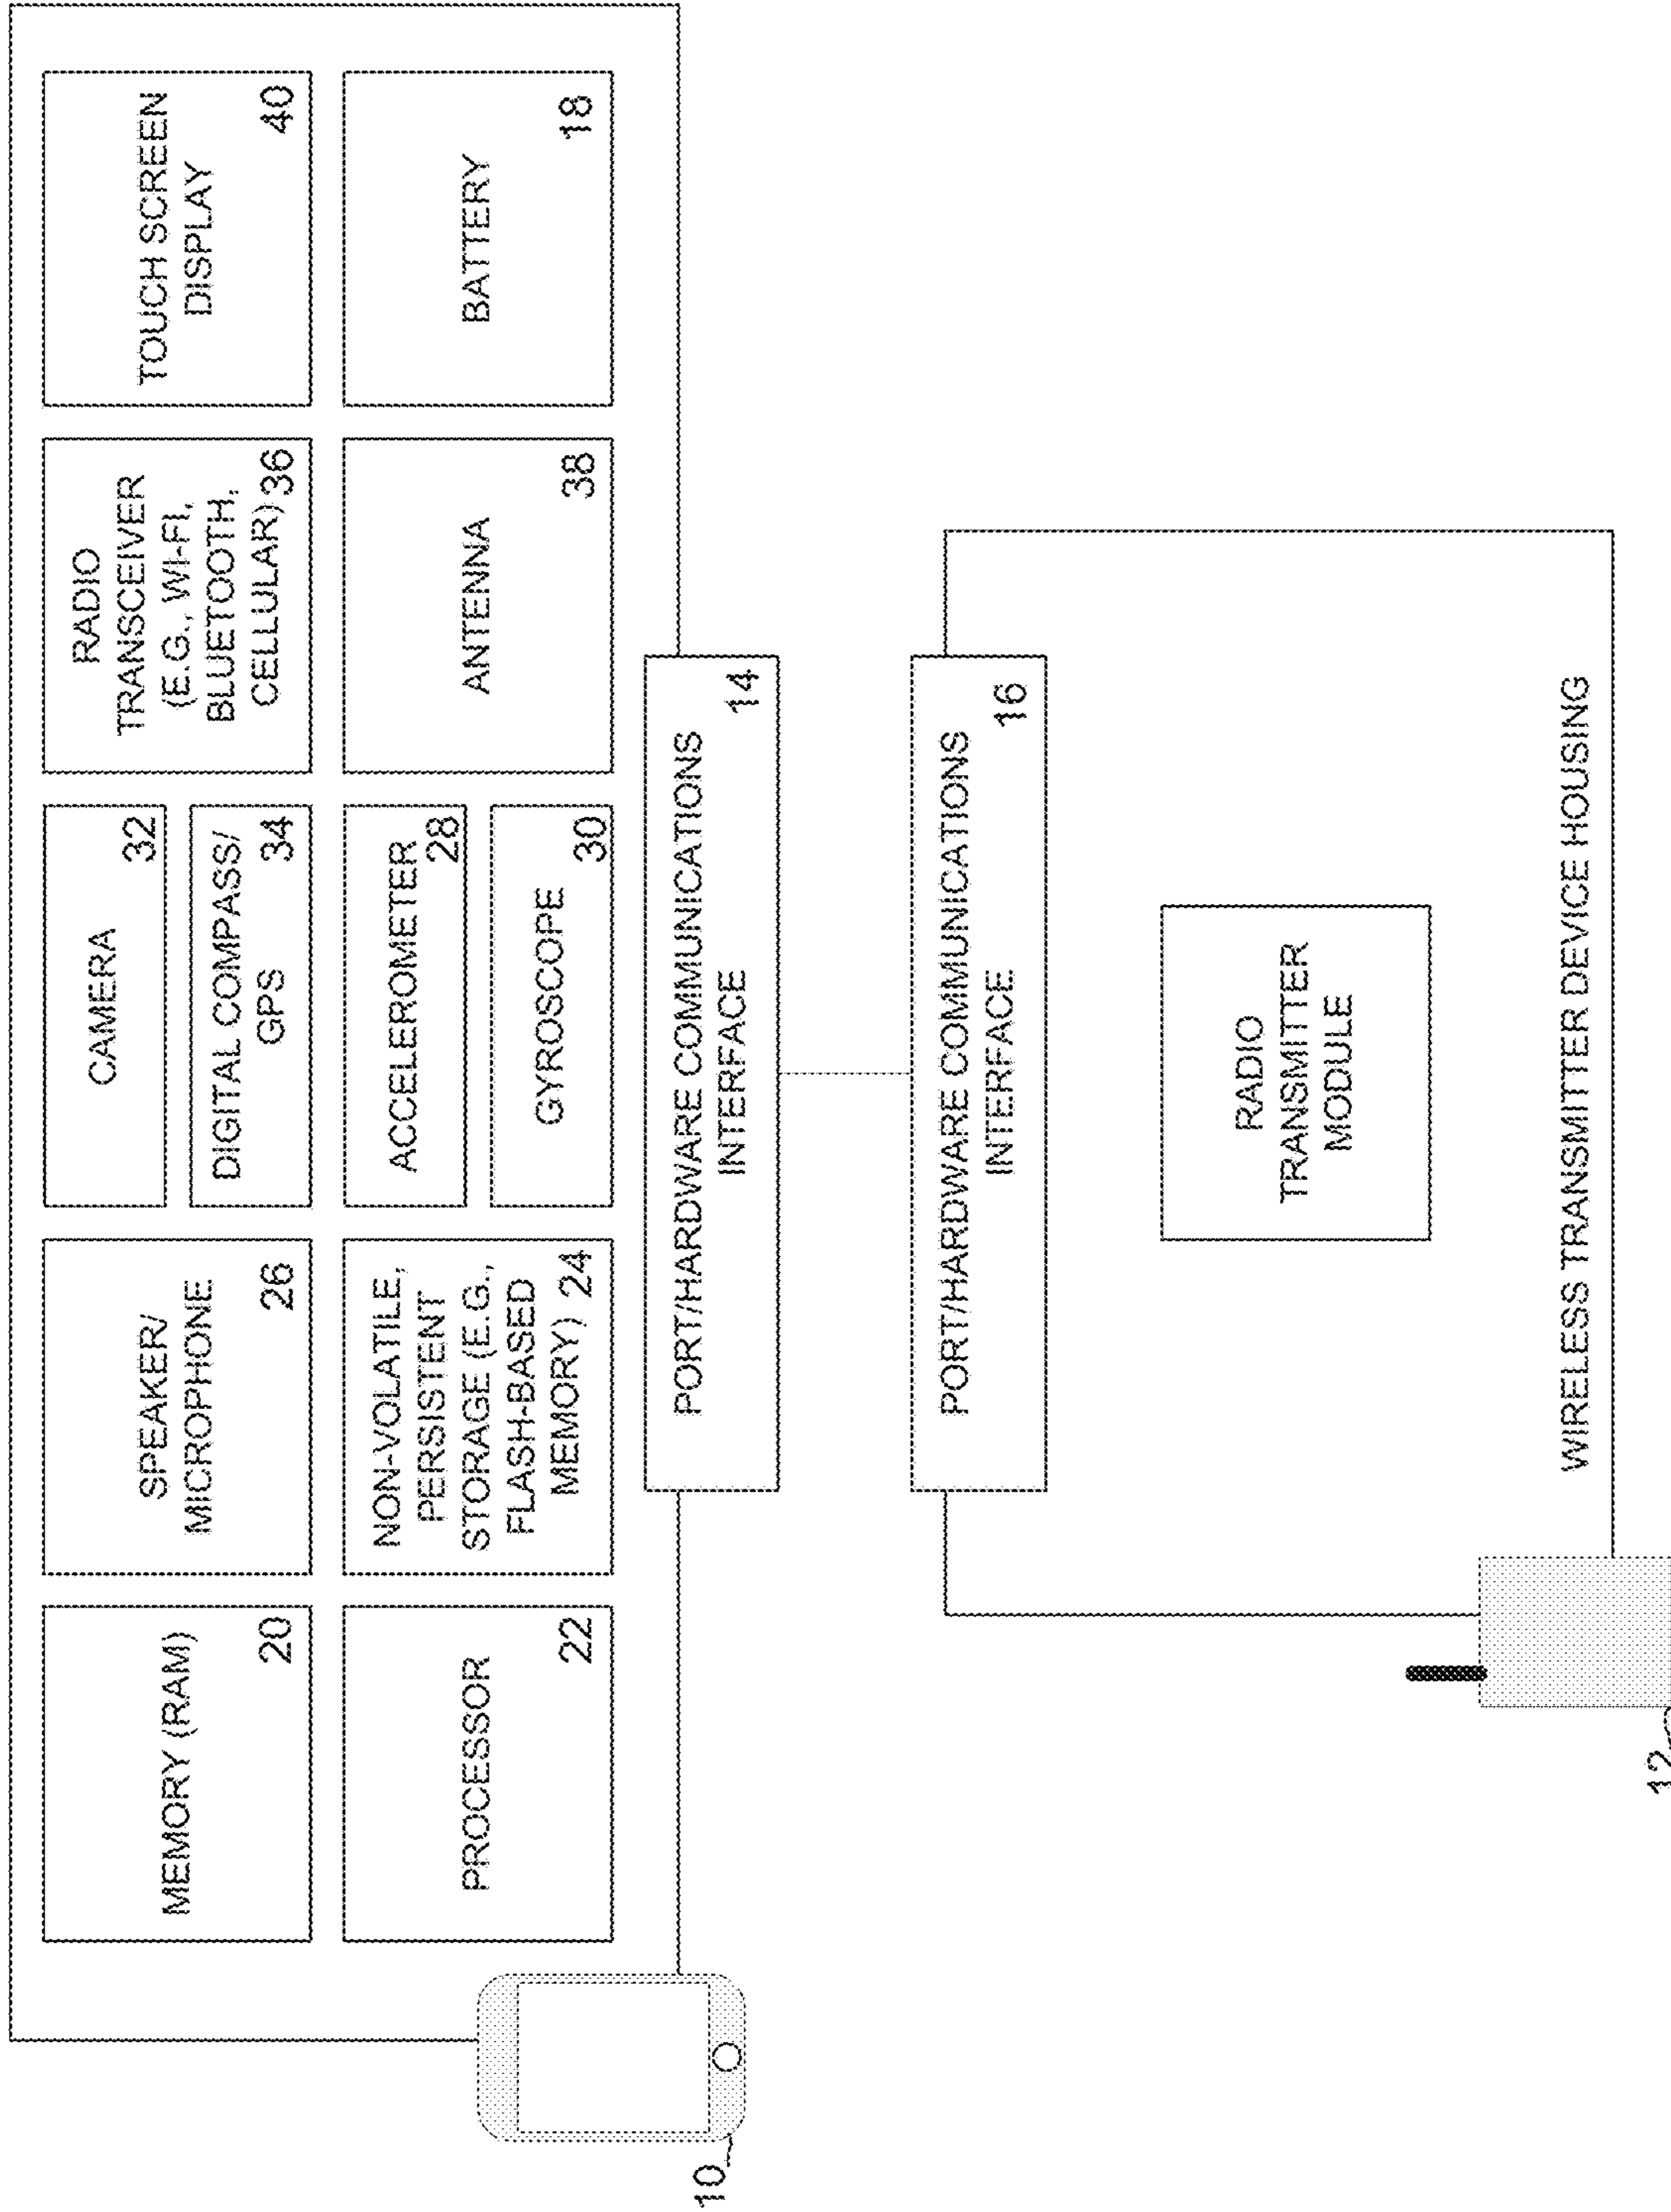 MEMORY (RAM)
20
SPEAKER/
MICROPHONE
26
CAMERA
32
DIGITAL COMPASS/
GPS
34
RADIO
TRANSCEIVER
(E.G., WI-FI,
BLUETOOTH,
CELLULAR) 36
TOUCH SCREEN
DISPLAY
40
PROCESSOR
22
NON-VOLATILE,
PERSISTENT
STORAGE (E.G.,
FLASH-BASED
MEMORY) 24
ACCELEROMETER
28
GYROSCOPE
30
ANTENNA
38
BATTERY
18
10
PORT/HARDWARE COMMUNICATIONS
INTERFACE
14
PORT/HARDWARE COMMUNICATIONS
INTERFACE
16
RADIO
TRANSMITTER
MODULE
WIRELESS TRANSMITTER DEVICE HOUSING
12